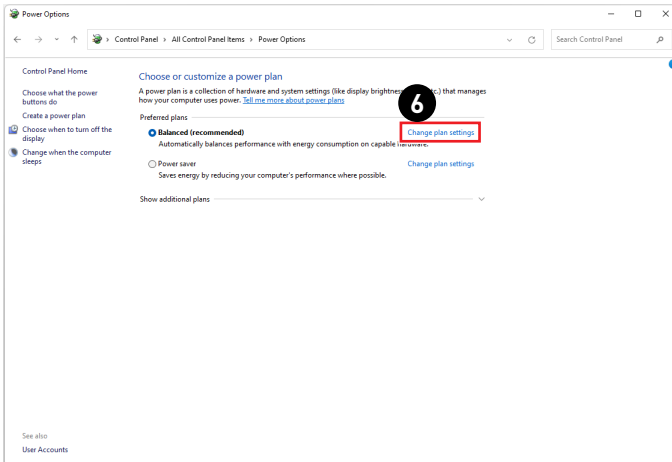 Power Options
Control Panel > All Control Panel Items > Power Options
Search Control Panel
Control Panel Home
Choose what the power
buttons do
Create a power plan
Choose when to turn off the
display
Change when the computer
sleeps
Choose or customize a power plan
A power plan is a collection of hardware and system settings (like display brightness, etc.) that manages
how your computer uses power. Tell me more about power plans
6
Preferred plans
Balanced (recommended)
Change plan settings
Automatically balances performance with energy consumption on capable hardware.
Power saver
Change plan settings
Saves energy by reducing your computer's performance where possible.
Show additional plans
See also
User Accounts